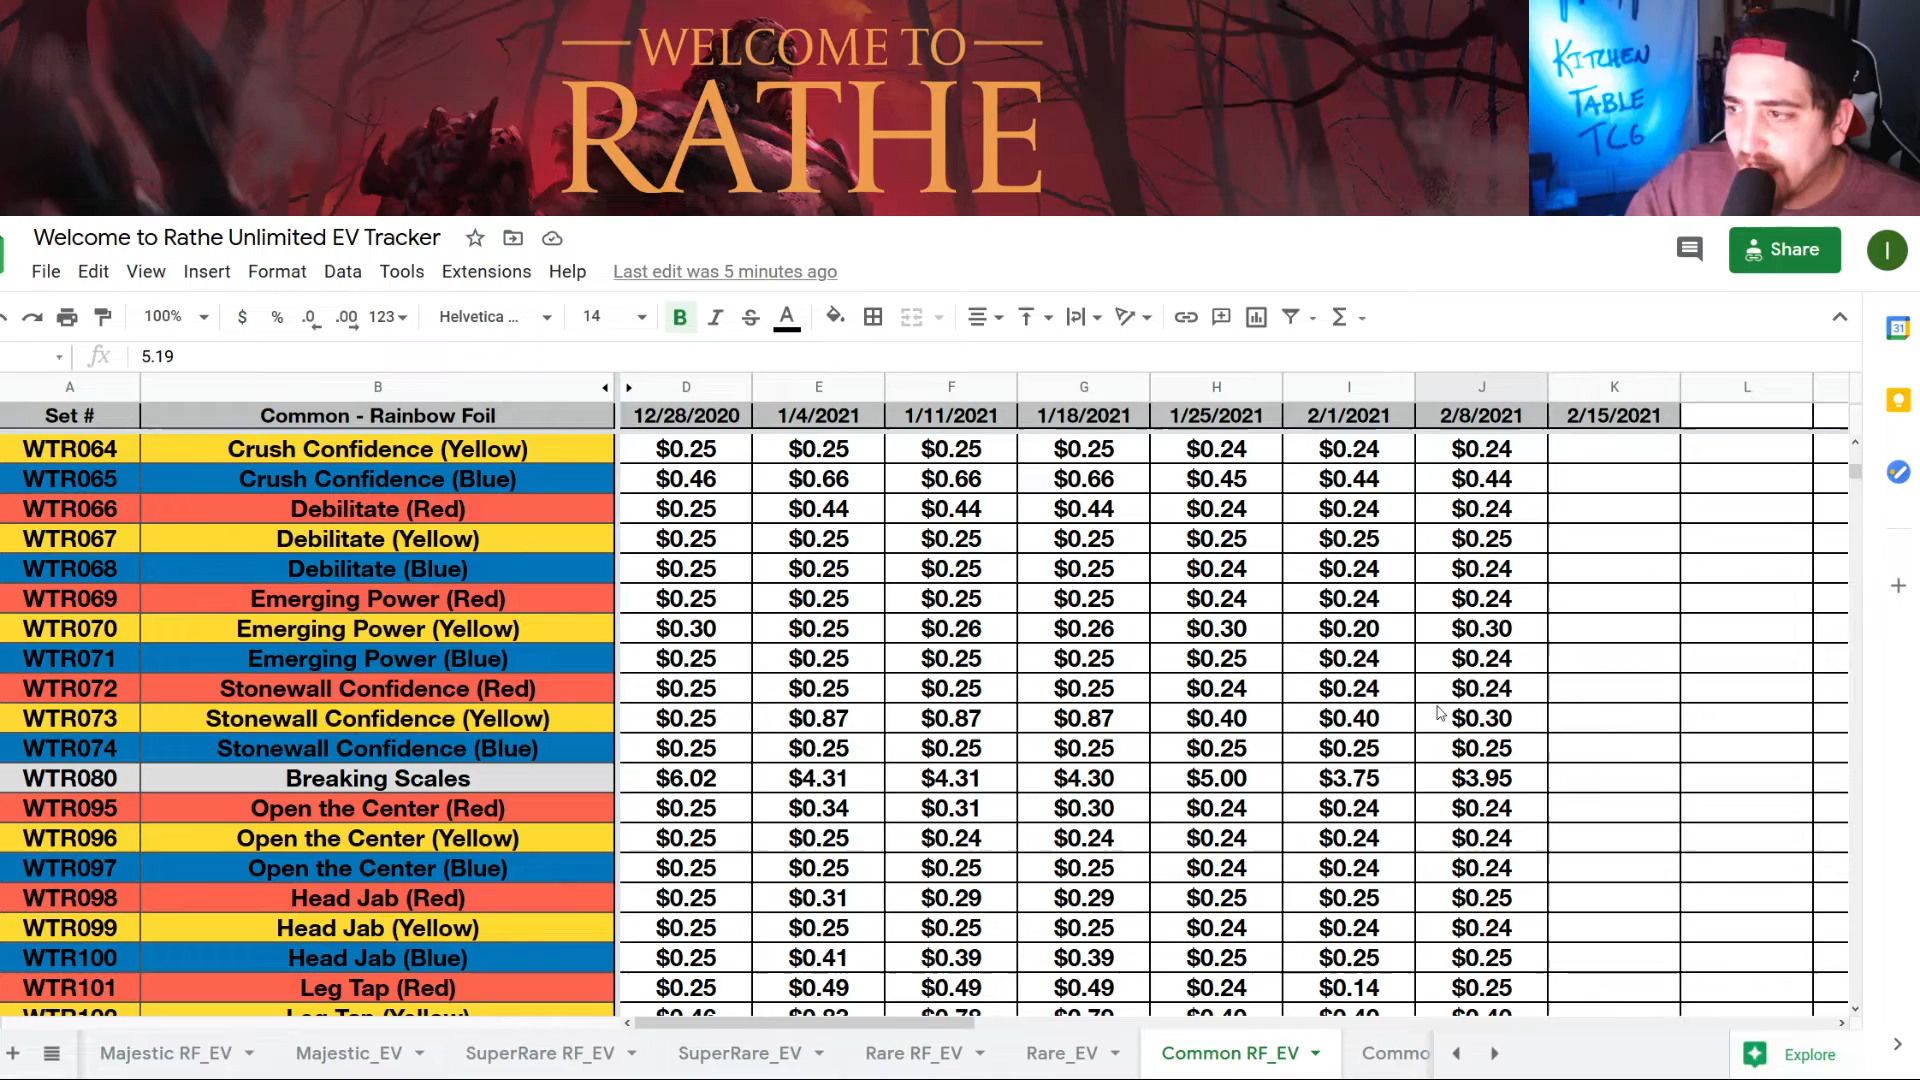 WELCOME TO
RATHE
KITCHEN
TABLE
TCG
Welcome to Rathe Unlimited EV Tracker
File Edit View Insert Format Data Tools Extensions Help Last edit was 5 minutes ago
Share
I
100% $ % .0 .00 123 Helvetica ... 14 B I S A
31
fx 5.19
A B D E F G H I J K L
Set # Common - Rainbow Foil 12/28/2020 1/4/2021 1/11/2021 1/18/2021 1/25/2021 2/1/2021 2/8/2021 2/15/2021
WTR064 Crush Confidence (Yellow) $0.25 $0.25 $0.25 $0.25 $0.24 $0.24 $0.24
WTR065 Crush Confidence (Blue) $0.46 $0.66 $0.66 $0.66 $0.45 $0.44 $0.44
WTR066 Debilitate (Red) $0.25 $0.44 $0.44 $0.44 $0.24 $0.24 $0.24
WTR067 Debilitate (Yellow) $0.25 $0.25 $0.25 $0.25 $0.25 $0.25 $0.25
WTR068 Debilitate (Blue) $0.25 $0.25 $0.25 $0.25 $0.24 $0.24 $0.24
WTR069 Emerging Power (Red) $0.25 $0.25 $0.25 $0.25 $0.24 $0.24 $0.24
WTR070 Emerging Power (Yellow) $0.30 $0.25 $0.26 $0.26 $0.30 $0.20 $0.30
WTR071 Emerging Power (Blue) $0.25 $0.25 $0.25 $0.25 $0.25 $0.24 $0.24
WTR072 Stonewall Confidence (Red) $0.25 $0.25 $0.25 $0.25 $0.24 $0.24 $0.24
WTR073 Stonewall Confidence (Yellow) $0.25 $0.87 $0.87 $0.87 $0.40 $0.40 $0.30
WTR074 Stonewall Confidence (Blue) $0.25 $0.25 $0.25 $0.25 $0.25 $0.25 $0.25
WTR080 Breaking Scales $6.02 $4.31 $4.31 $4.30 $5.00 $3.75 $3.95
WTR095 Open the Center (Red) $0.25 $0.34 $0.31 $0.30 $0.24 $0.24 $0.24
WTR096 Open the Center (Yellow) $0.25 $0.25 $0.24 $0.24 $0.24 $0.24 $0.24
WTR097 Open the Center (Blue) $0.25 $0.25 $0.25 $0.25 $0.24 $0.24 $0.24
WTR098 Head Jab (Red) $0.25 $0.31 $0.29 $0.29 $0.25 $0.25 $0.25
WTR099 Head Jab (Yellow) $0.25 $0.25 $0.25 $0.25 $0.24 $0.24 $0.24
WTR100 Head Jab (Blue) $0.25 $0.41 $0.39 $0.39 $0.25 $0.25 $0.25
WTR101 Leg Tap (Red) $0.25 $0.49 $0.49 $0.49 $0.24 $0.14 $0.25
Majestic RF_EV Majestic_EV SuperRare RF_EV SuperRare_EV Rare RF_EV Rare_EV Common RF_EV Commo Explore